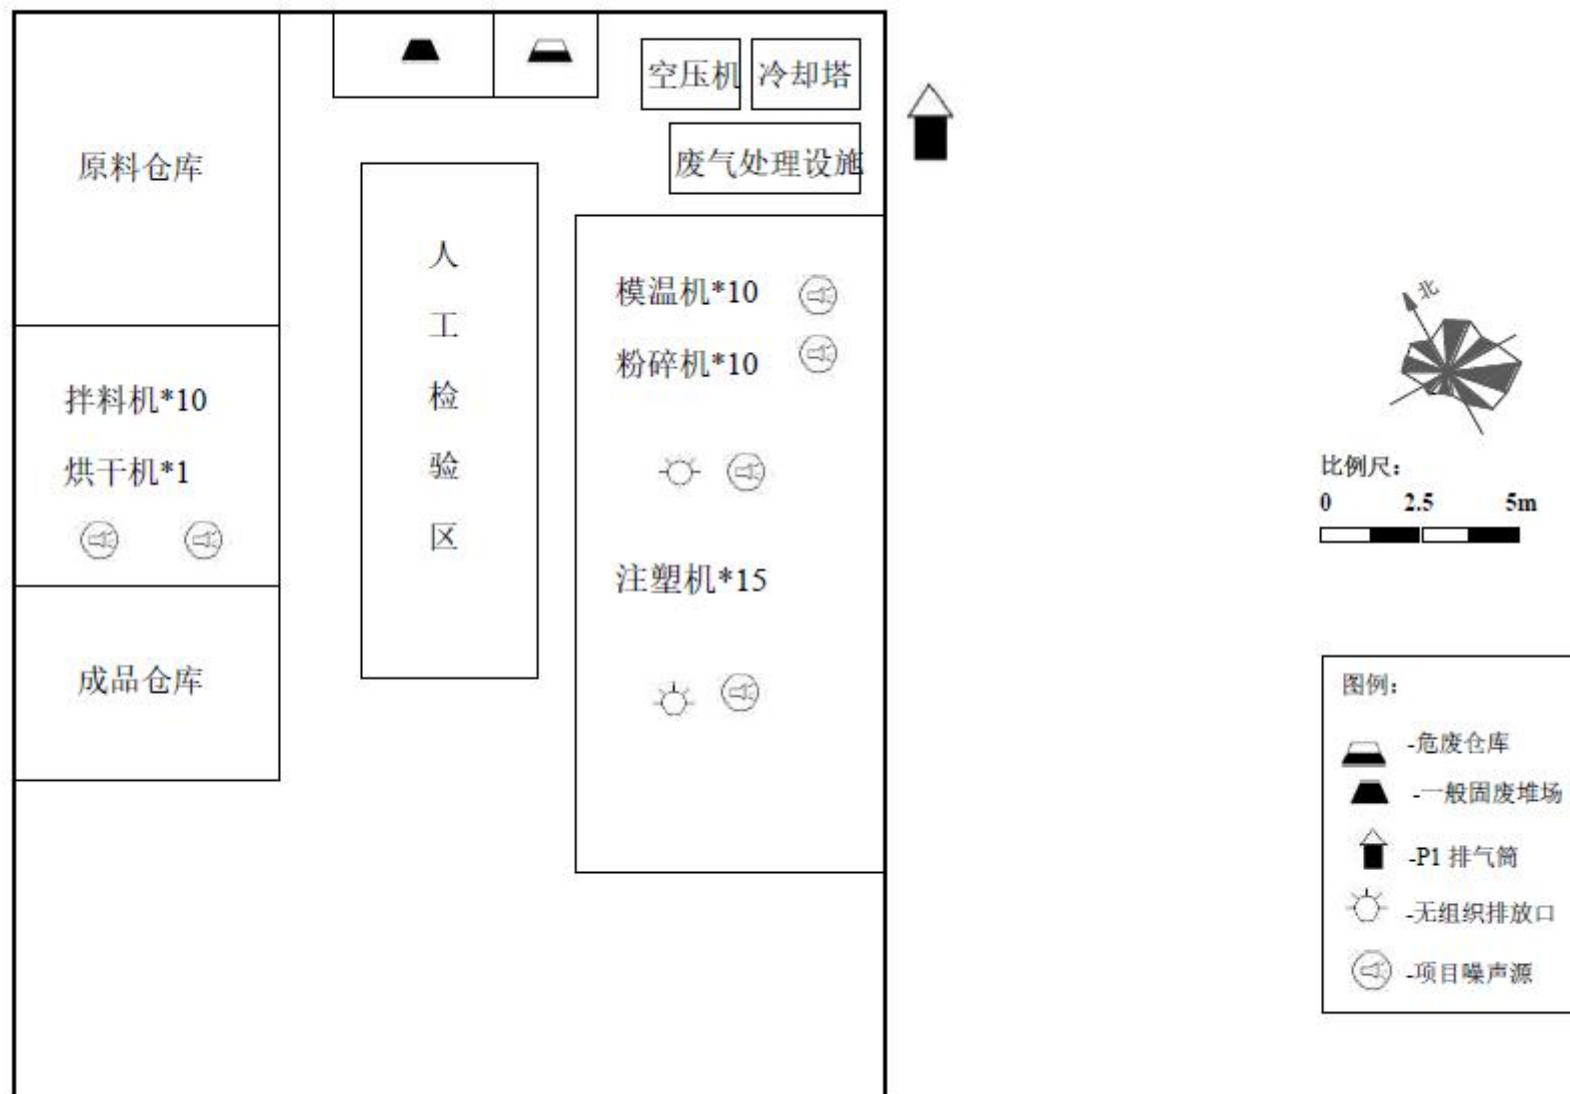 空压机
冷却塔
废气处理设施
原料仓库
人工检验区
模温机*10
粉碎机*10
拌料机*10
烘干机*1
注塑机*15
成品仓库
北
比例尺：
0 2.5 5m
图例：
-危废仓库
-一般固废堆场
-P1 排气筒
-无组织排放口
-项目噪声源